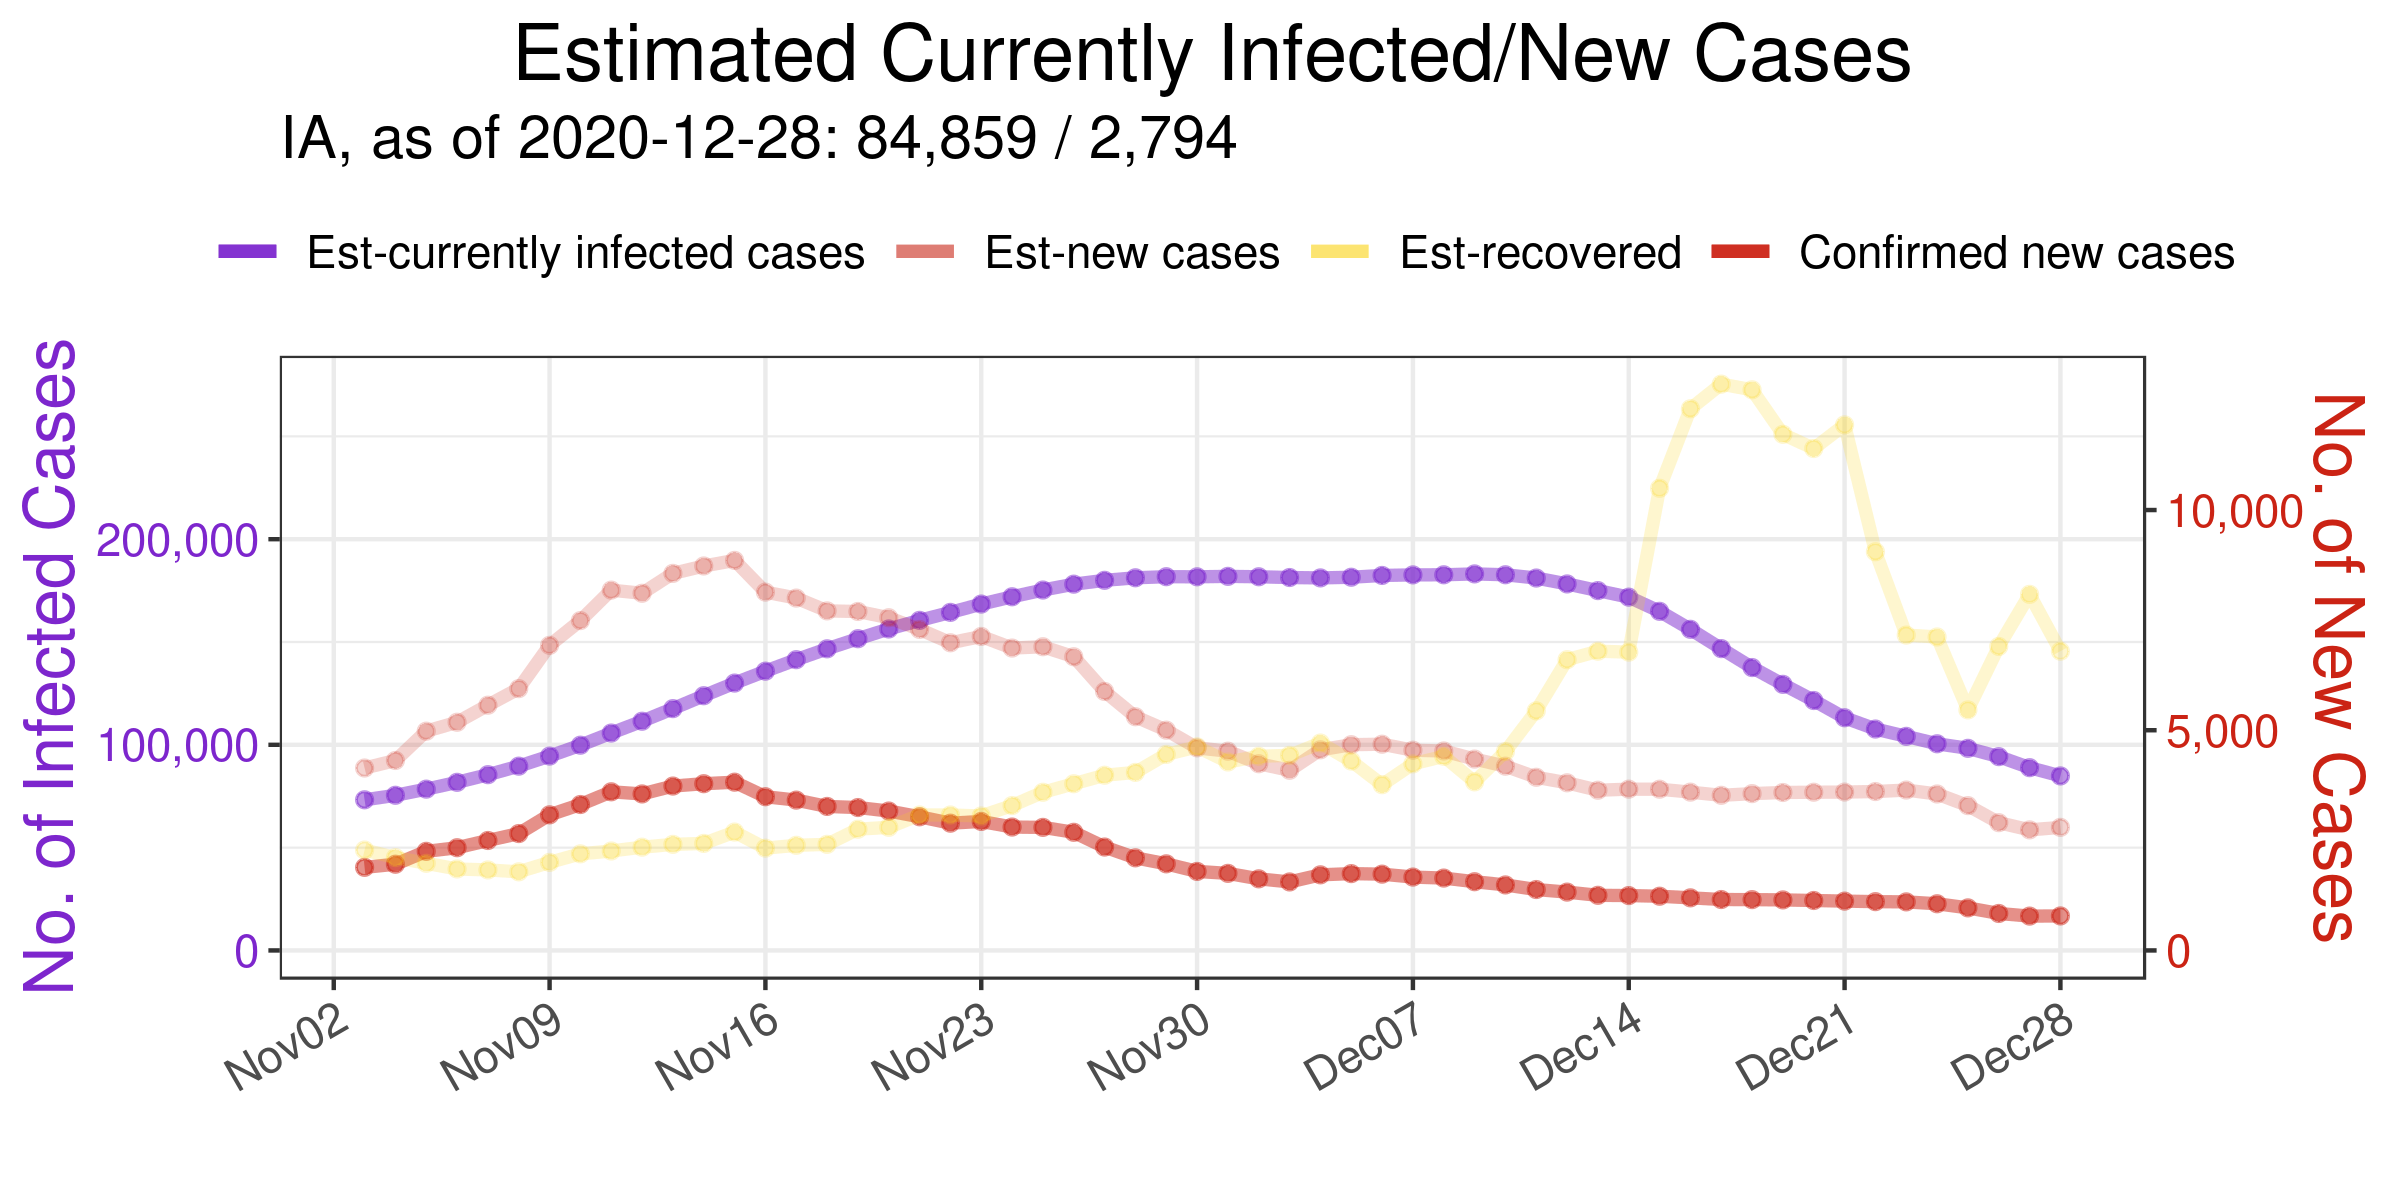 Estimated Currently Infected/New Cases
IA, as of 2020-12-28: 84,859 / 2,794
Est-currently infected cases Est-new cases Est-recovered Confirmed new cases
No. of Infected Cases
200,000
100,000
0
No. of New Cases
10,000
5,000
0
Nov02 Nov09 Nov16 Nov23 Nov30 Dec07 Dec14 Dec21 Dec28